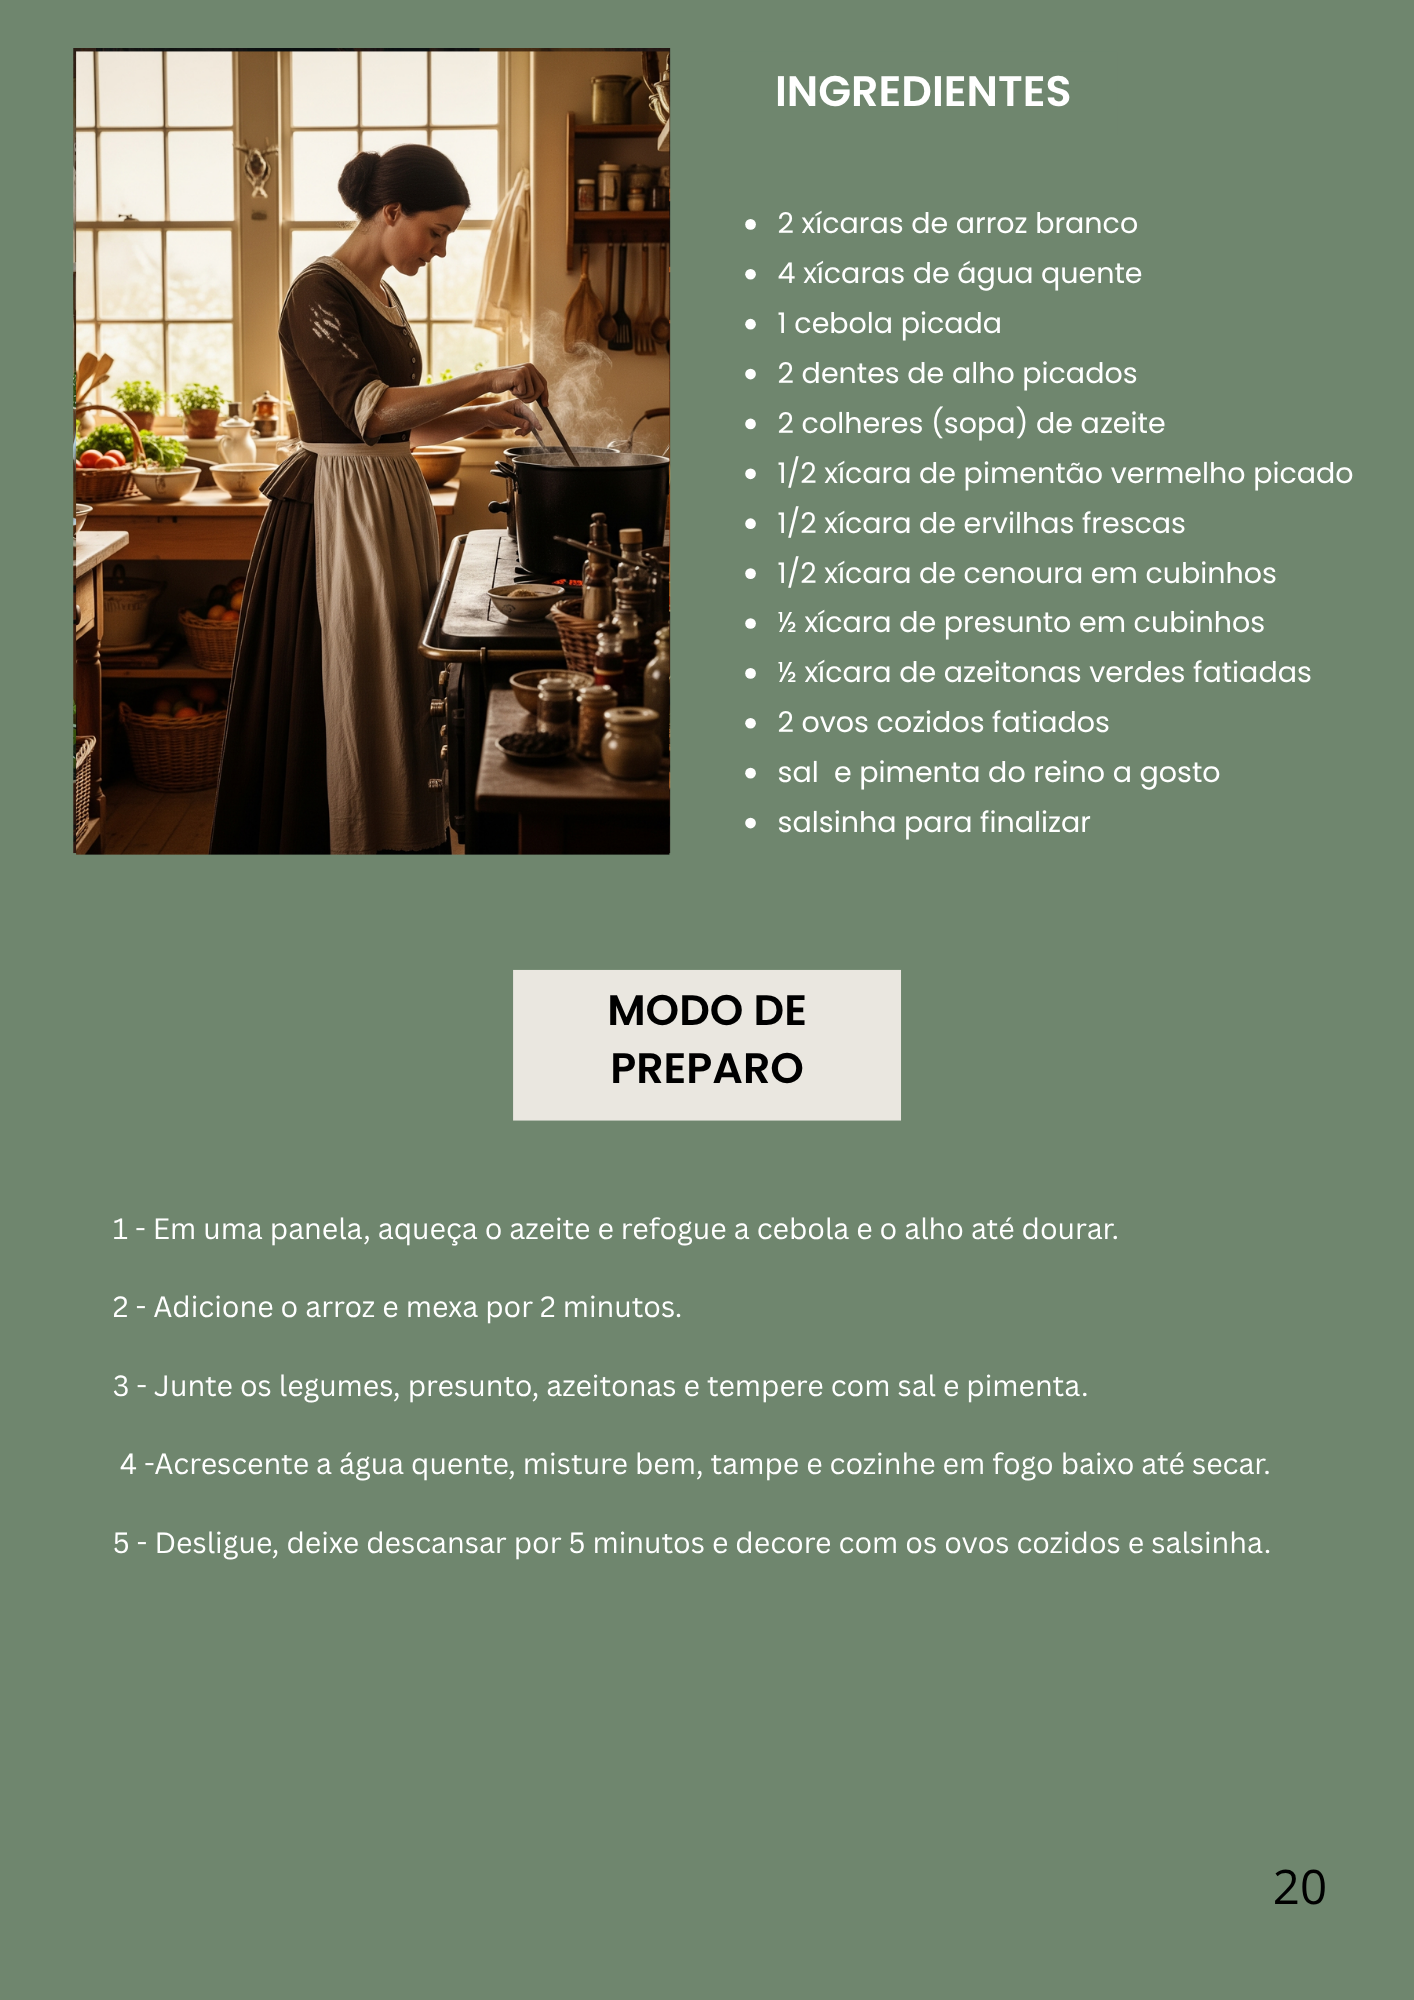 INGREDIENTES
• 2 xícaras de arroz branco
• 4 xícaras de água quente
• 1 cebola picada
• 2 dentes de alho picados
• 2 colheres (sopa) de azeite
• 1/2 xícara de pimentão vermelho picado
• 1/2 xícara de ervilhas frescas
• 1/2 xícara de cenoura em cubinhos
• ½ xícara de presunto em cubinhos
• ½ xícara de azeitonas verdes fatiadas
• 2 ovos cozidos fatiados
• sal  e pimenta do reino a gosto
• salsinha para finalizar
MODO DE
PREPARO
1 - Em uma panela, aqueça o azeite e refogue a cebola e o alho até dourar.
2 - Adicione o arroz e mexa por 2 minutos.
3 - Junte os legumes, presunto, azeitonas e tempere com sal e pimenta.
4 -Acrescente a água quente, misture bem, tampe e cozinhe em fogo baixo até secar.
5 - Desligue, deixe descansar por 5 minutos e decore com os ovos cozidos e salsinha.
20